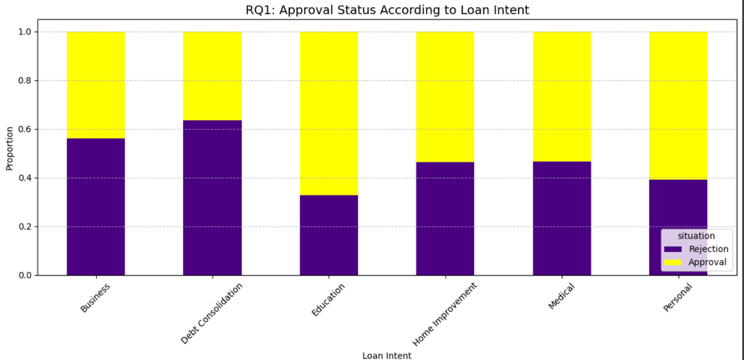 RQ1: Approval Status According to Loan Intent
1.0
0.8
0.6
0.4
0.2
0.0
Proportion
situation
Rejection
Approval
Business
Debt Consolidation
Education
Home Improvement
Medical
Personal
Loan Intent